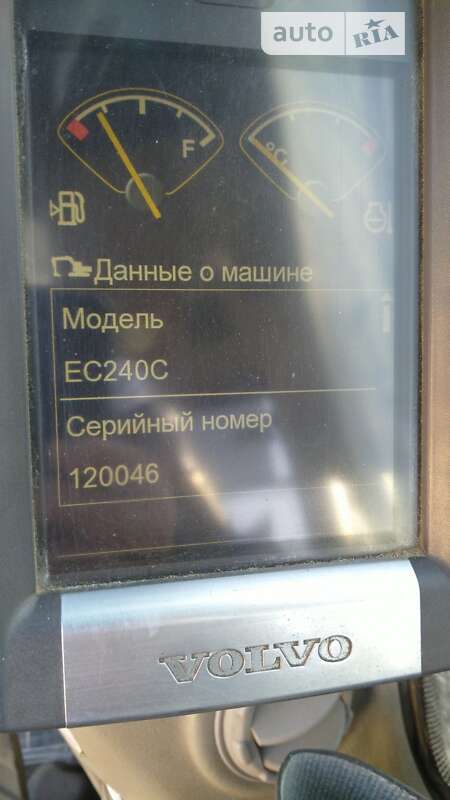 auto RIA
F
°C
Данные о машине
Модель
EC240C
Серийный номер
120046
VOLVO